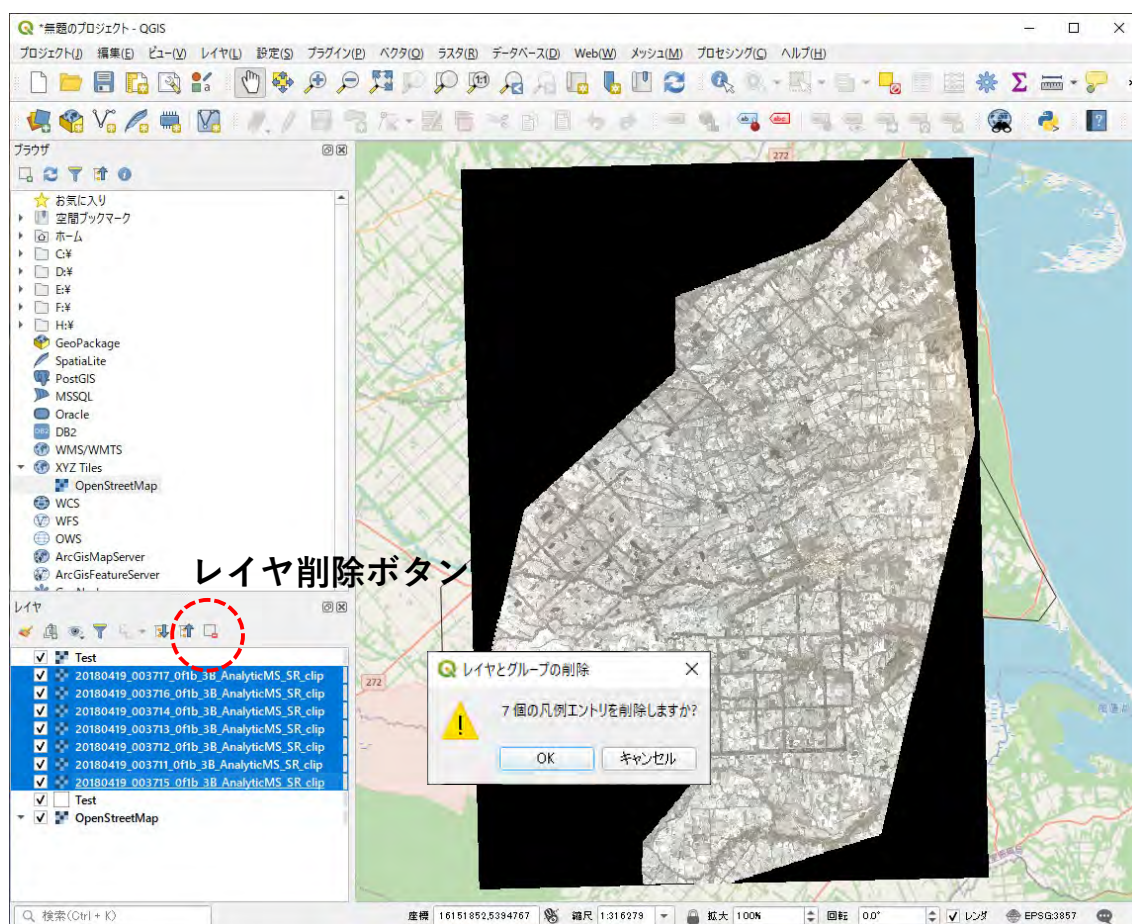 *無題のプロジェクト - QGIS
プロジェクト(J) 編集(E) ビュー(V) レイヤ(L) 設定(S) プラグイン(P) ベクタ(O) ラスタ(R) データベース(D) Web(W) メッシュ(M) プロセシング(C) ヘルプ(H)
ブラウザ
お気に入り
空間ブックマーク
ホーム
C:¥
D:¥
E:¥
F:¥
H:¥
GeoPackage
SpatiaLite
PostGIS
MSSQL
Oracle
DB2
WMS/WMTS
XYZ Tiles
OpenStreetMap
WCS
WFS
OWS
ArcGisMapServer
ArcGisFeatureServer
レイヤ削除ボタン
レイヤ
Test
20180419_003717_0f1b_3B_AnalyticMS_SR_clip
20180419_003716_0f1b_3B_AnalyticMS_SR_clip
20180419_003714_0f1b_3B_AnalyticMS_SR_clip
20180419_003713_0f1b_3B_AnalyticMS_SR_clip
20180419_003712_0f1b_3B_AnalyticMS_SR_clip
20180419_003711_0f1b_3B_AnalyticMS_SR_clip
20180419_003715_0f1b_3B_AnalyticMS_SR_clip
Test
OpenStreetMap
272
272
レイヤとグループの削除
7 個の凡例エントリを削除しますか?
OK キャンセル
検索(Ctrl + K)
座標 16151852,5394767 縮尺 1:316279 拡大 100% 回転 0.0° レンダ EPSG:3857